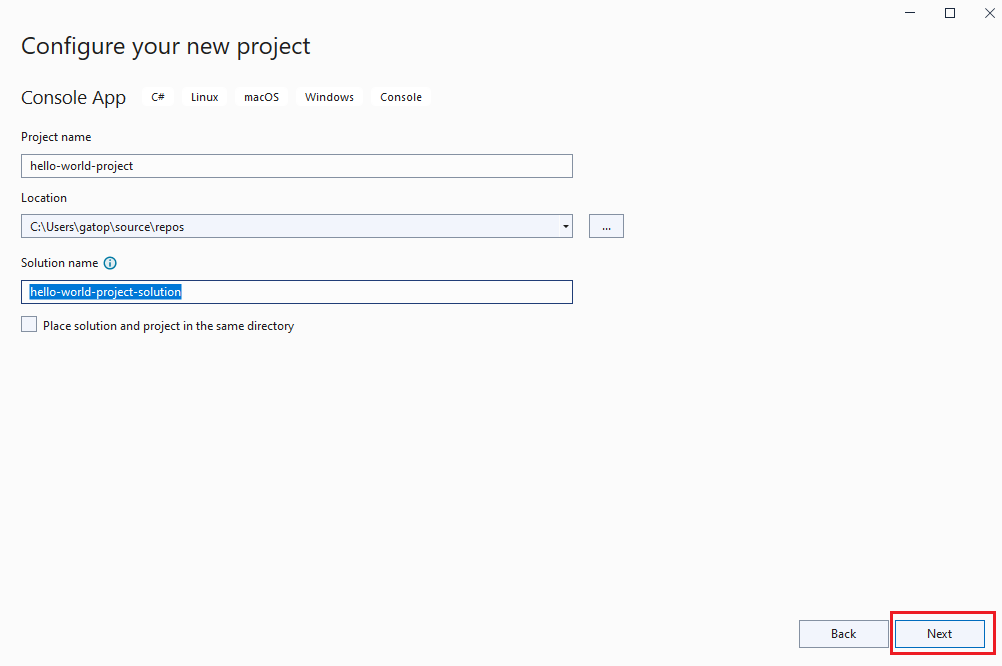 Configure your new project
Console App C# Linux macOS Windows Console
Project name
hello-world-project
Location
C:\Users\gatop\source\repos
...
Solution name
hello-world-project-solution
Place solution and project in the same directory
Back Next